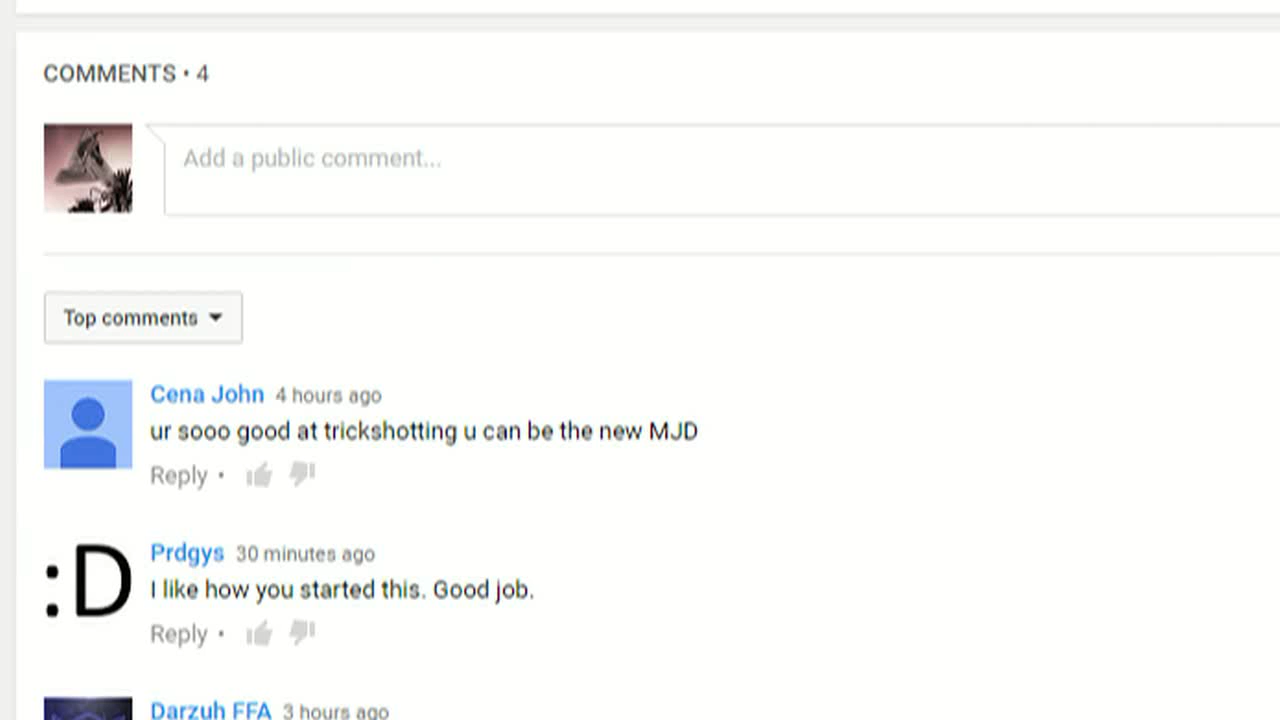 COMMENTS • 4
Add a public comment...
Top comments
Cena John 4 hours ago
ur sooo good at trickshotting u can be the new MJD
Reply •
:D
Prdgys 30 minutes ago
I like how you started this. Good job.
Reply •
Darzuh FFA 3 hours ago